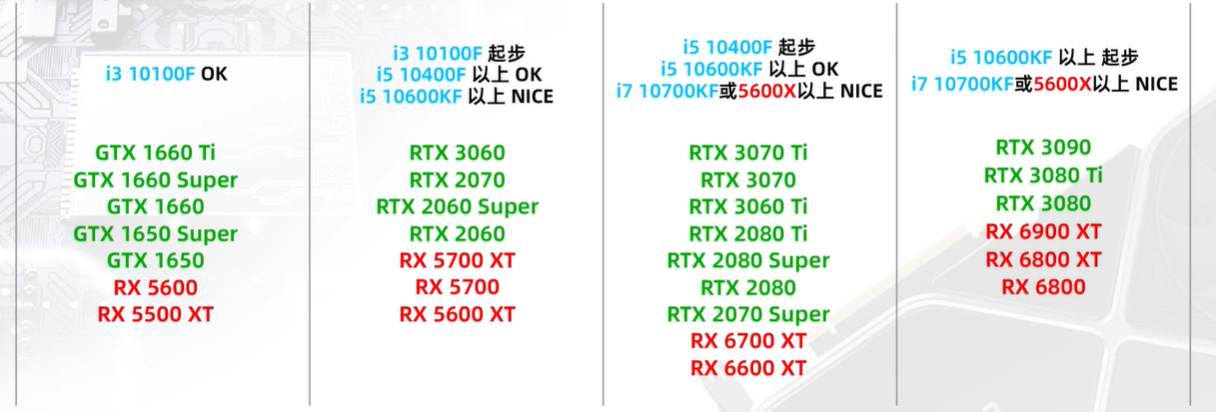 i3 10100F OK
GTX 1660 Ti
GTX 1660 Super
GTX 1660
GTX 1650 Super
GTX 1650
RX 5600
RX 5500 XT
i3 10100F 起步
i5 10400F 以上 OK
i5 10600KF 以上 NICE
RTX 3060
RTX 2070
RTX 2060 Super
RTX 2060
RX 5700 XT
RX 5700
RX 5600 XT
i5 10400F 起步
i5 10600KF 以上 OK
i7 10700KF或5600X以上 NICE
RTX 3070 Ti
RTX 3070
RTX 3060 Ti
RTX 2080 Ti
RTX 2080 Super
RTX 2080
RTX 2070 Super
RX 6700 XT
RX 6600 XT
i5 10600KF 以上 起步
i7 10700KF或5600X以上 NICE
RTX 3090
RTX 3080 Ti
RTX 3080
RX 6900 XT
RX 6800 XT
RX 6800